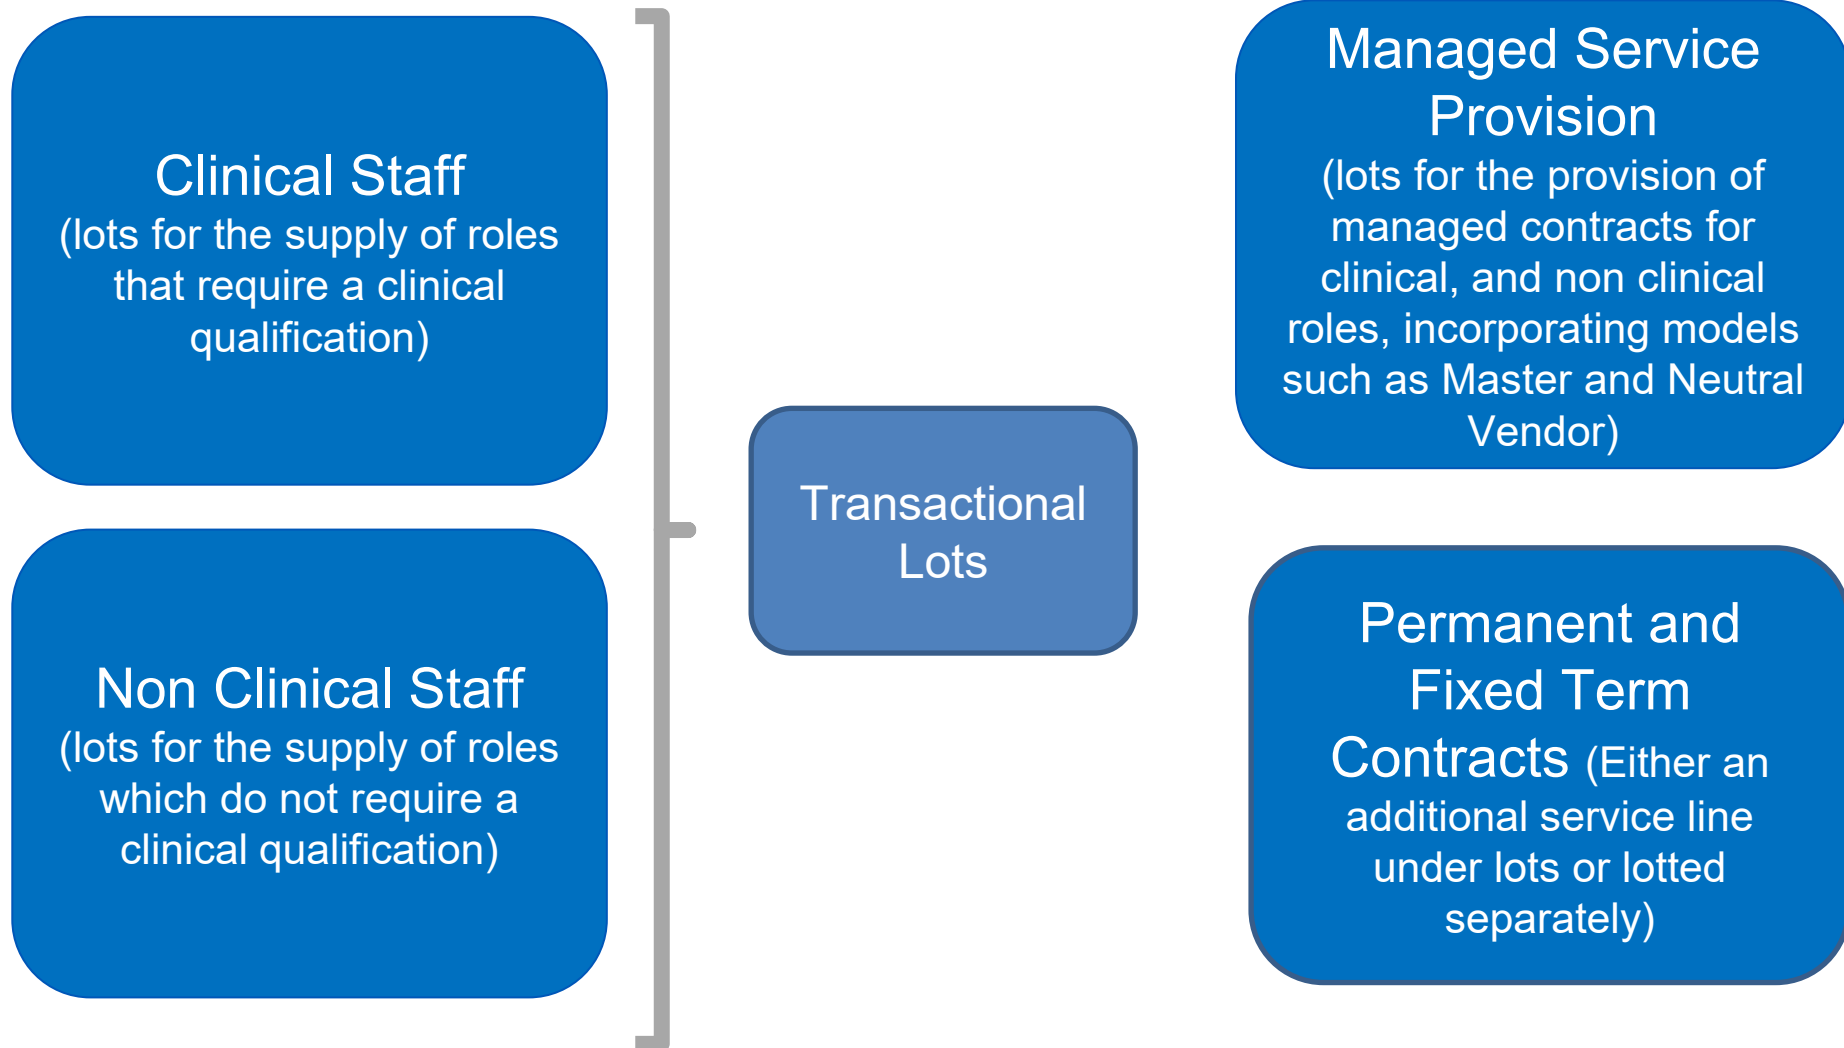 Clinical Staff
(lots for the supply of roles
that require a clinical
qualification)
Non Clinical Staff
(lots for the supply of roles
which do not require a
clinical qualification)
Transactional
Lots
Managed Service
Provision
(lots for the provision of
managed contracts for
clinical, and non clinical
roles, incorporating models
such as Master and Neutral
Vendor)
Permanent and
Fixed Term
Contracts (Either an
additional service line
under lots or lotted
separately)